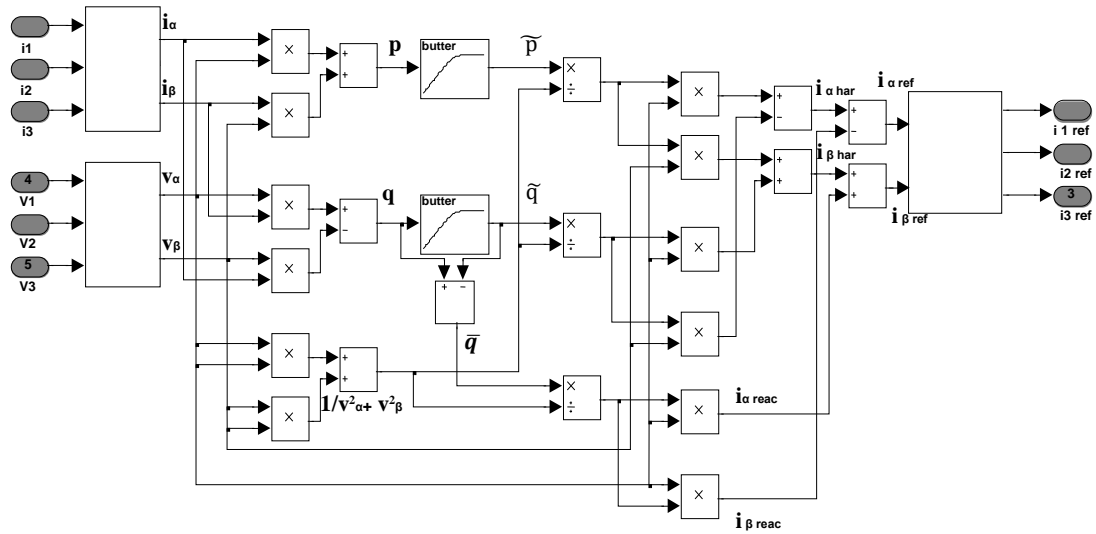 i1
i2
i3
iα
iβ
4
V1
V2
5
V3
vα
vβ
×
×
×
×
×
×
+
+
+
−
+
+
1/v²α+ v²β
p
q
butter
butter
p̃
q̃
+ −
q̄
×
÷
×
÷
×
÷
×
×
×
×
×
×
+
−
+
+
i α har
i β har
i α reac
i β reac
+
−
+
+
i α ref
i β ref
i 1 ref
i2 ref
3
i3 ref